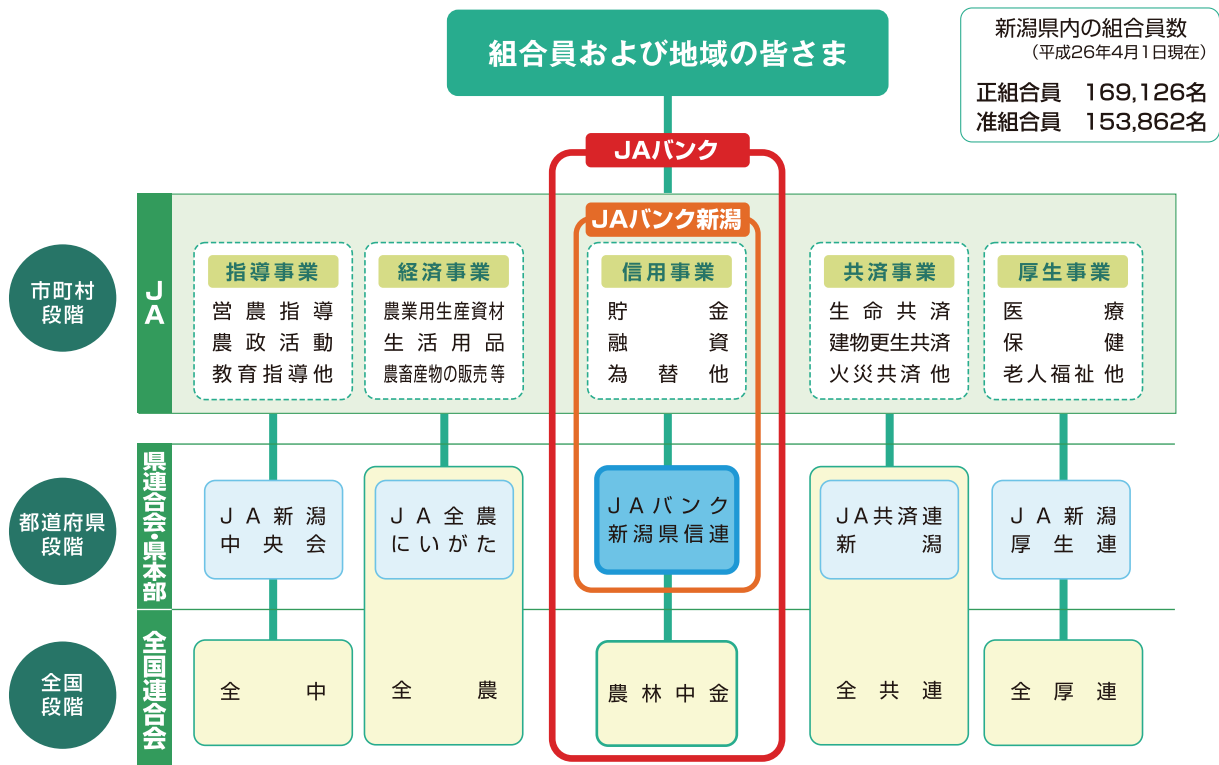 組合員および地域の皆さま
新潟県内の組合員数
(平成26年4月1日現在)
正組合員 169,126名
准組合員 153,862名
JAバンク
JAバンク新潟
市町村
段階
JA
指導事業
営農指導
農政活動
教育指導他
経済事業
農業用生産資材
生活用品
農畜産物の販売等
信用事業
貯金
融資
為替他
共済事業
生命共済
建物更生共済
火災共済他
厚生事業
医療
保健
老人福祉他
都道府県
段階
県連合会・県本部
JA新潟
中央会
JA全農
にいがた
JAバンク
新潟県信連
JA共済連
新潟
JA新潟
厚生連
全国
段階
全国連合会
全中
全農
農林中金
全共連
全厚連